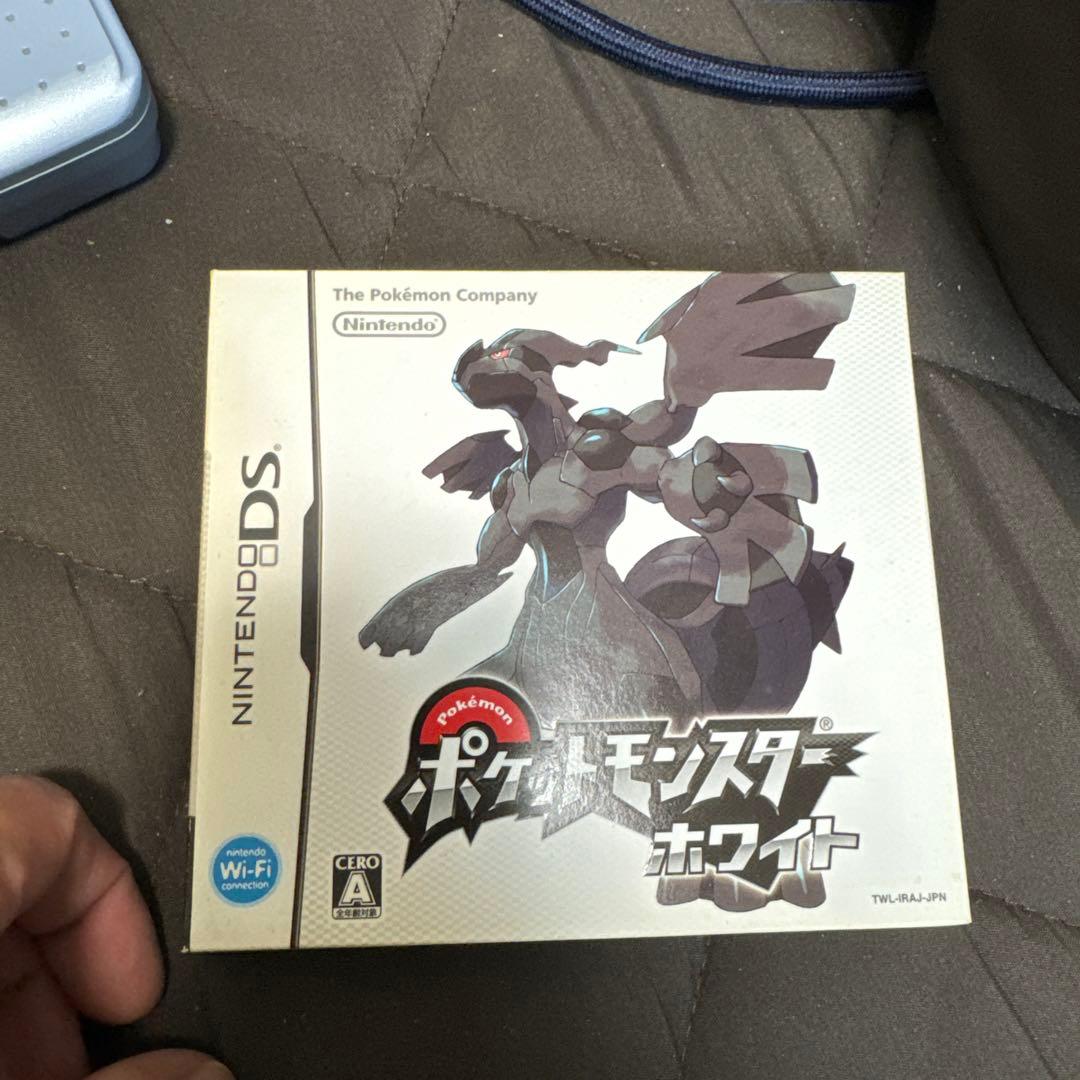 The Pokémon Company
Nintendo®
NINTENDO DS®
Pokémon
ポケットモンスター®
ホワイト
nintendo
Wi-Fi
connection
CERO
A
全年齢対象
TWL-IRAJ-JPN